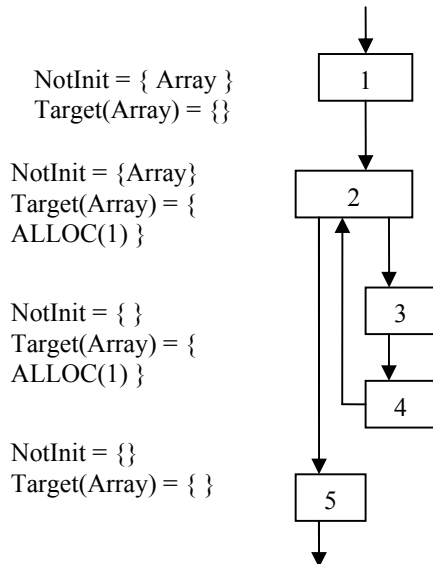 NotInit = { Array }
Target(Array) = {}
1
NotInit = {Array}
Target(Array) = {
ALLOC(1) }
2
NotInit = { }
Target(Array) = {
ALLOC(1) }
3
4
NotInit = {}
Target(Array) = { }
5